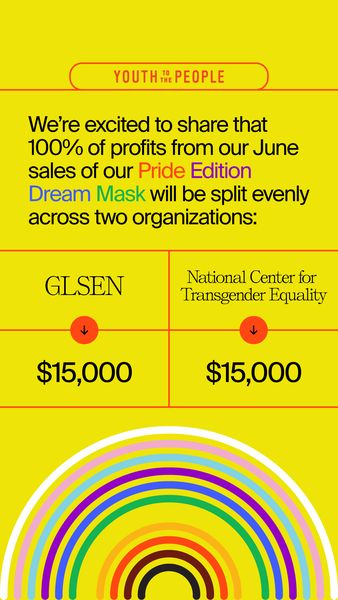 YOUTH TO THE PEOPLE
We’re excited to share that
100% of profits from our June
sales of our Pride Edition
Dream Mask will be split evenly
across two organizations:
GLSEN
National Center for
Transgender Equality
$15,000
$15,000